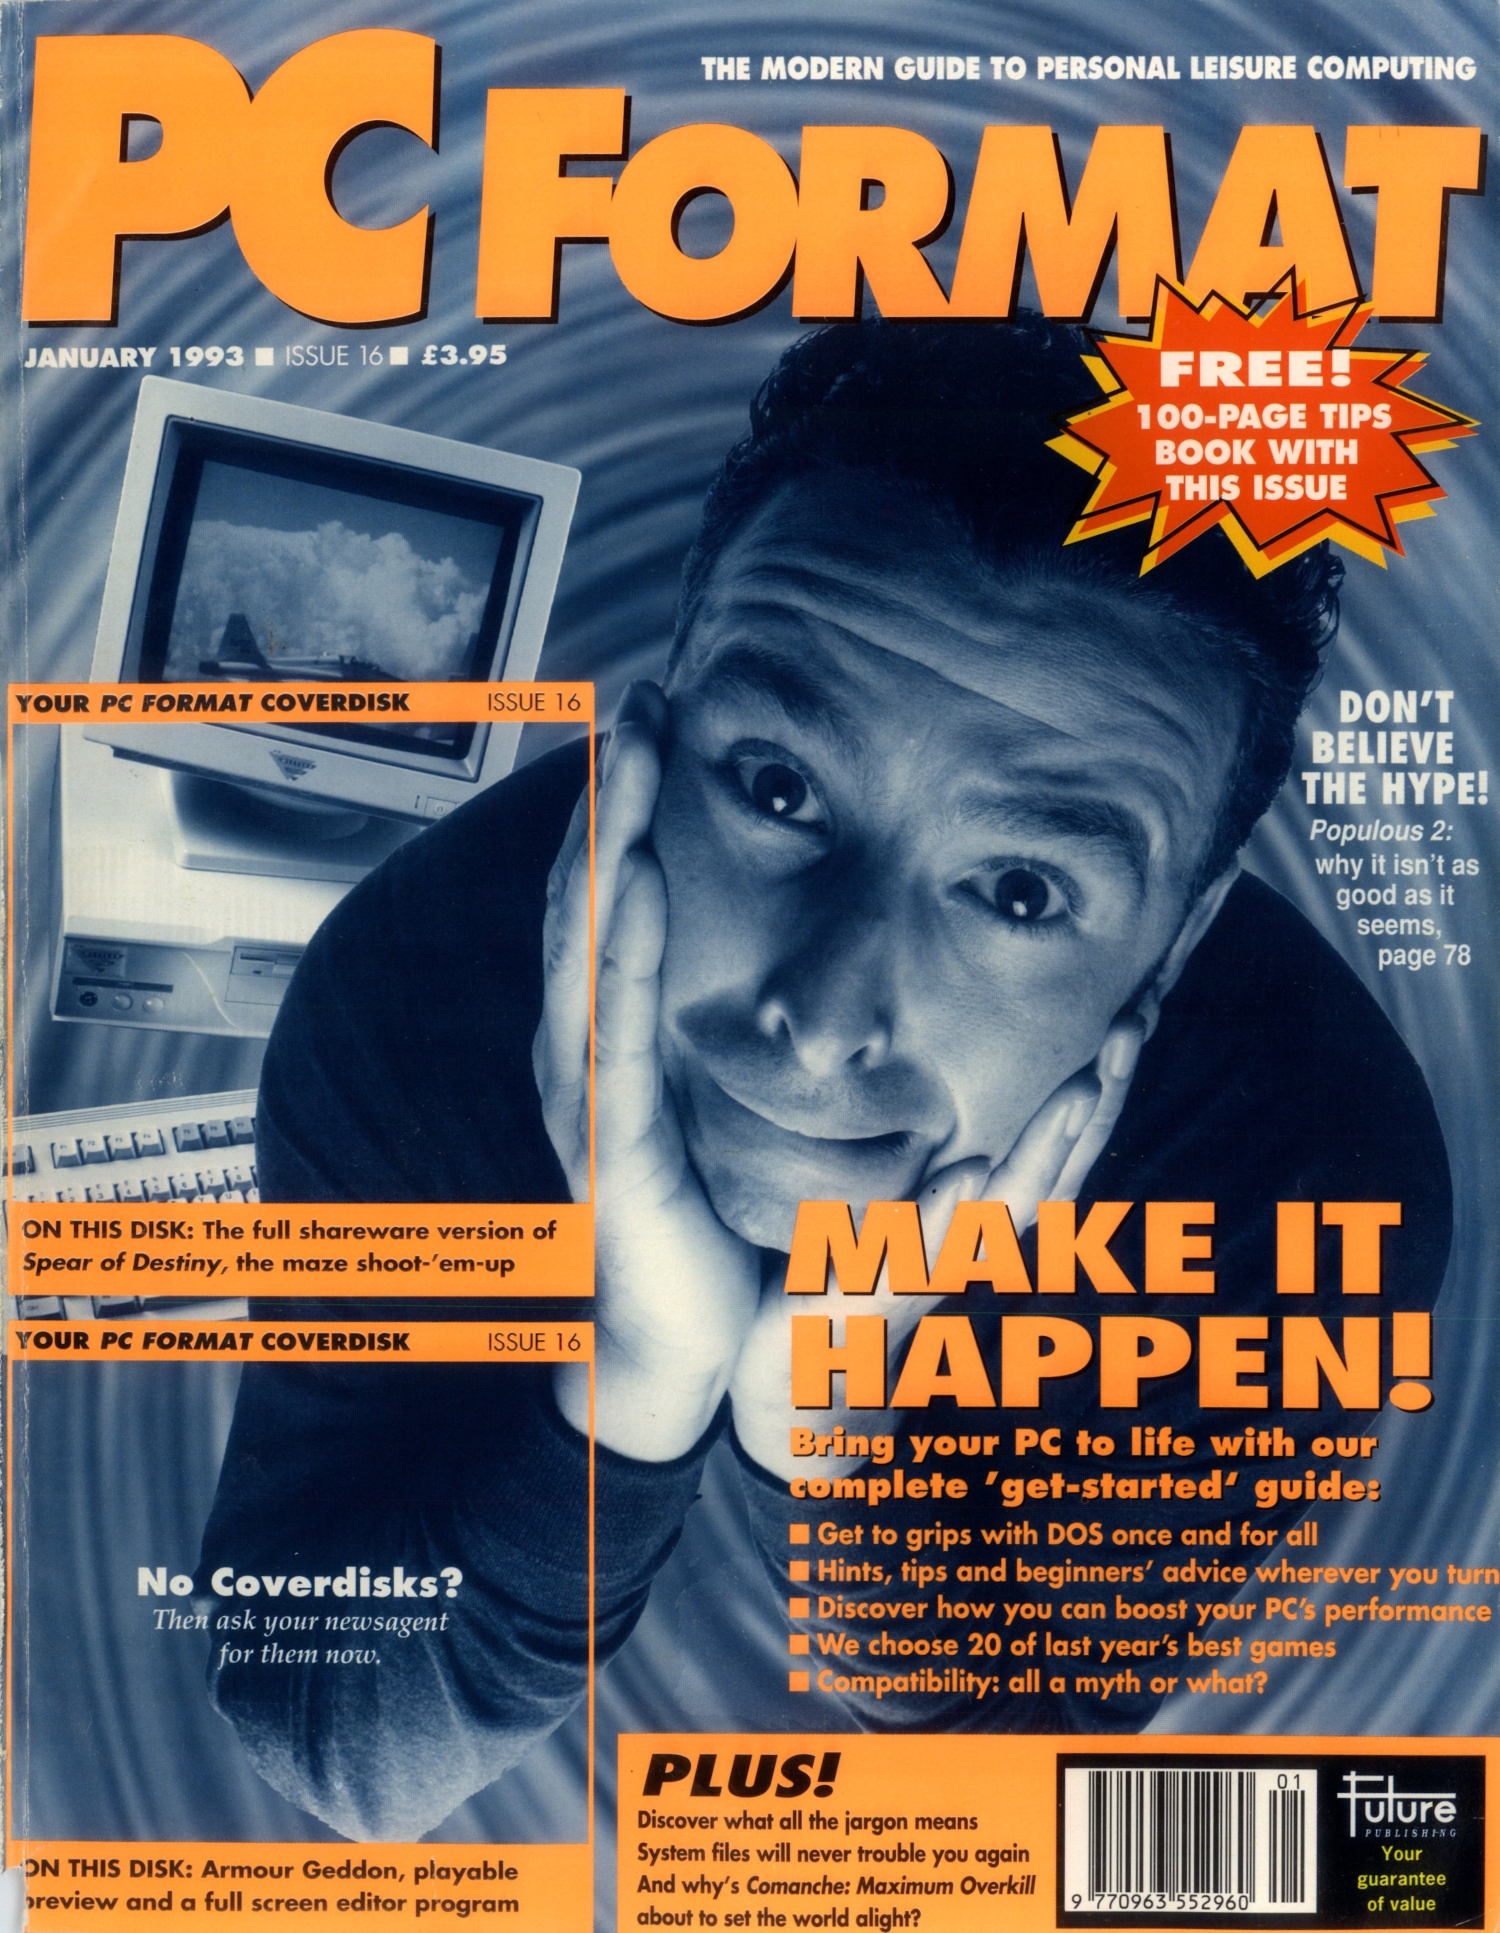 THE MODERN GUIDE TO PERSONAL LEISURE COMPUTING
PC FORMAT
JANUARY 1993 ■ ISSUE 16 ■ £3.95
FREE!
100-PAGE TIPS
BOOK WITH
THIS ISSUE
YOUR PC FORMAT COVERDISK ISSUE 16
DON'T
BELIEVE
THE HYPE!
Populous 2:
why it isn't as
good as it
seems,
page 78
ON THIS DISK: The full shareware version of
Spear of Destiny, the maze shoot-'em-up
YOUR PC FORMAT COVERDISK ISSUE 16
No Coverdisks?
Then ask your newsagent
for them now.
ON THIS DISK: Armour Geddon, playable
preview and a full screen editor program
MAKE IT
HAPPEN!
Bring your PC to life with our
complete 'get-started' guide:
■ Get to grips with DOS once and for all
■ Hints, tips and beginners' advice wherever you turn
■ Discover how you can boost your PC's performance
■ We choose 20 of last year's best games
■ Compatibility: all a myth or what?
PLUS!
Discover what all the jargon means
System files will never trouble you again
And why's Comanche: Maximum Overkill
about to set the world alight?
01
9 770963 552960
Future
PUBLISHING
Your
guarantee
of value